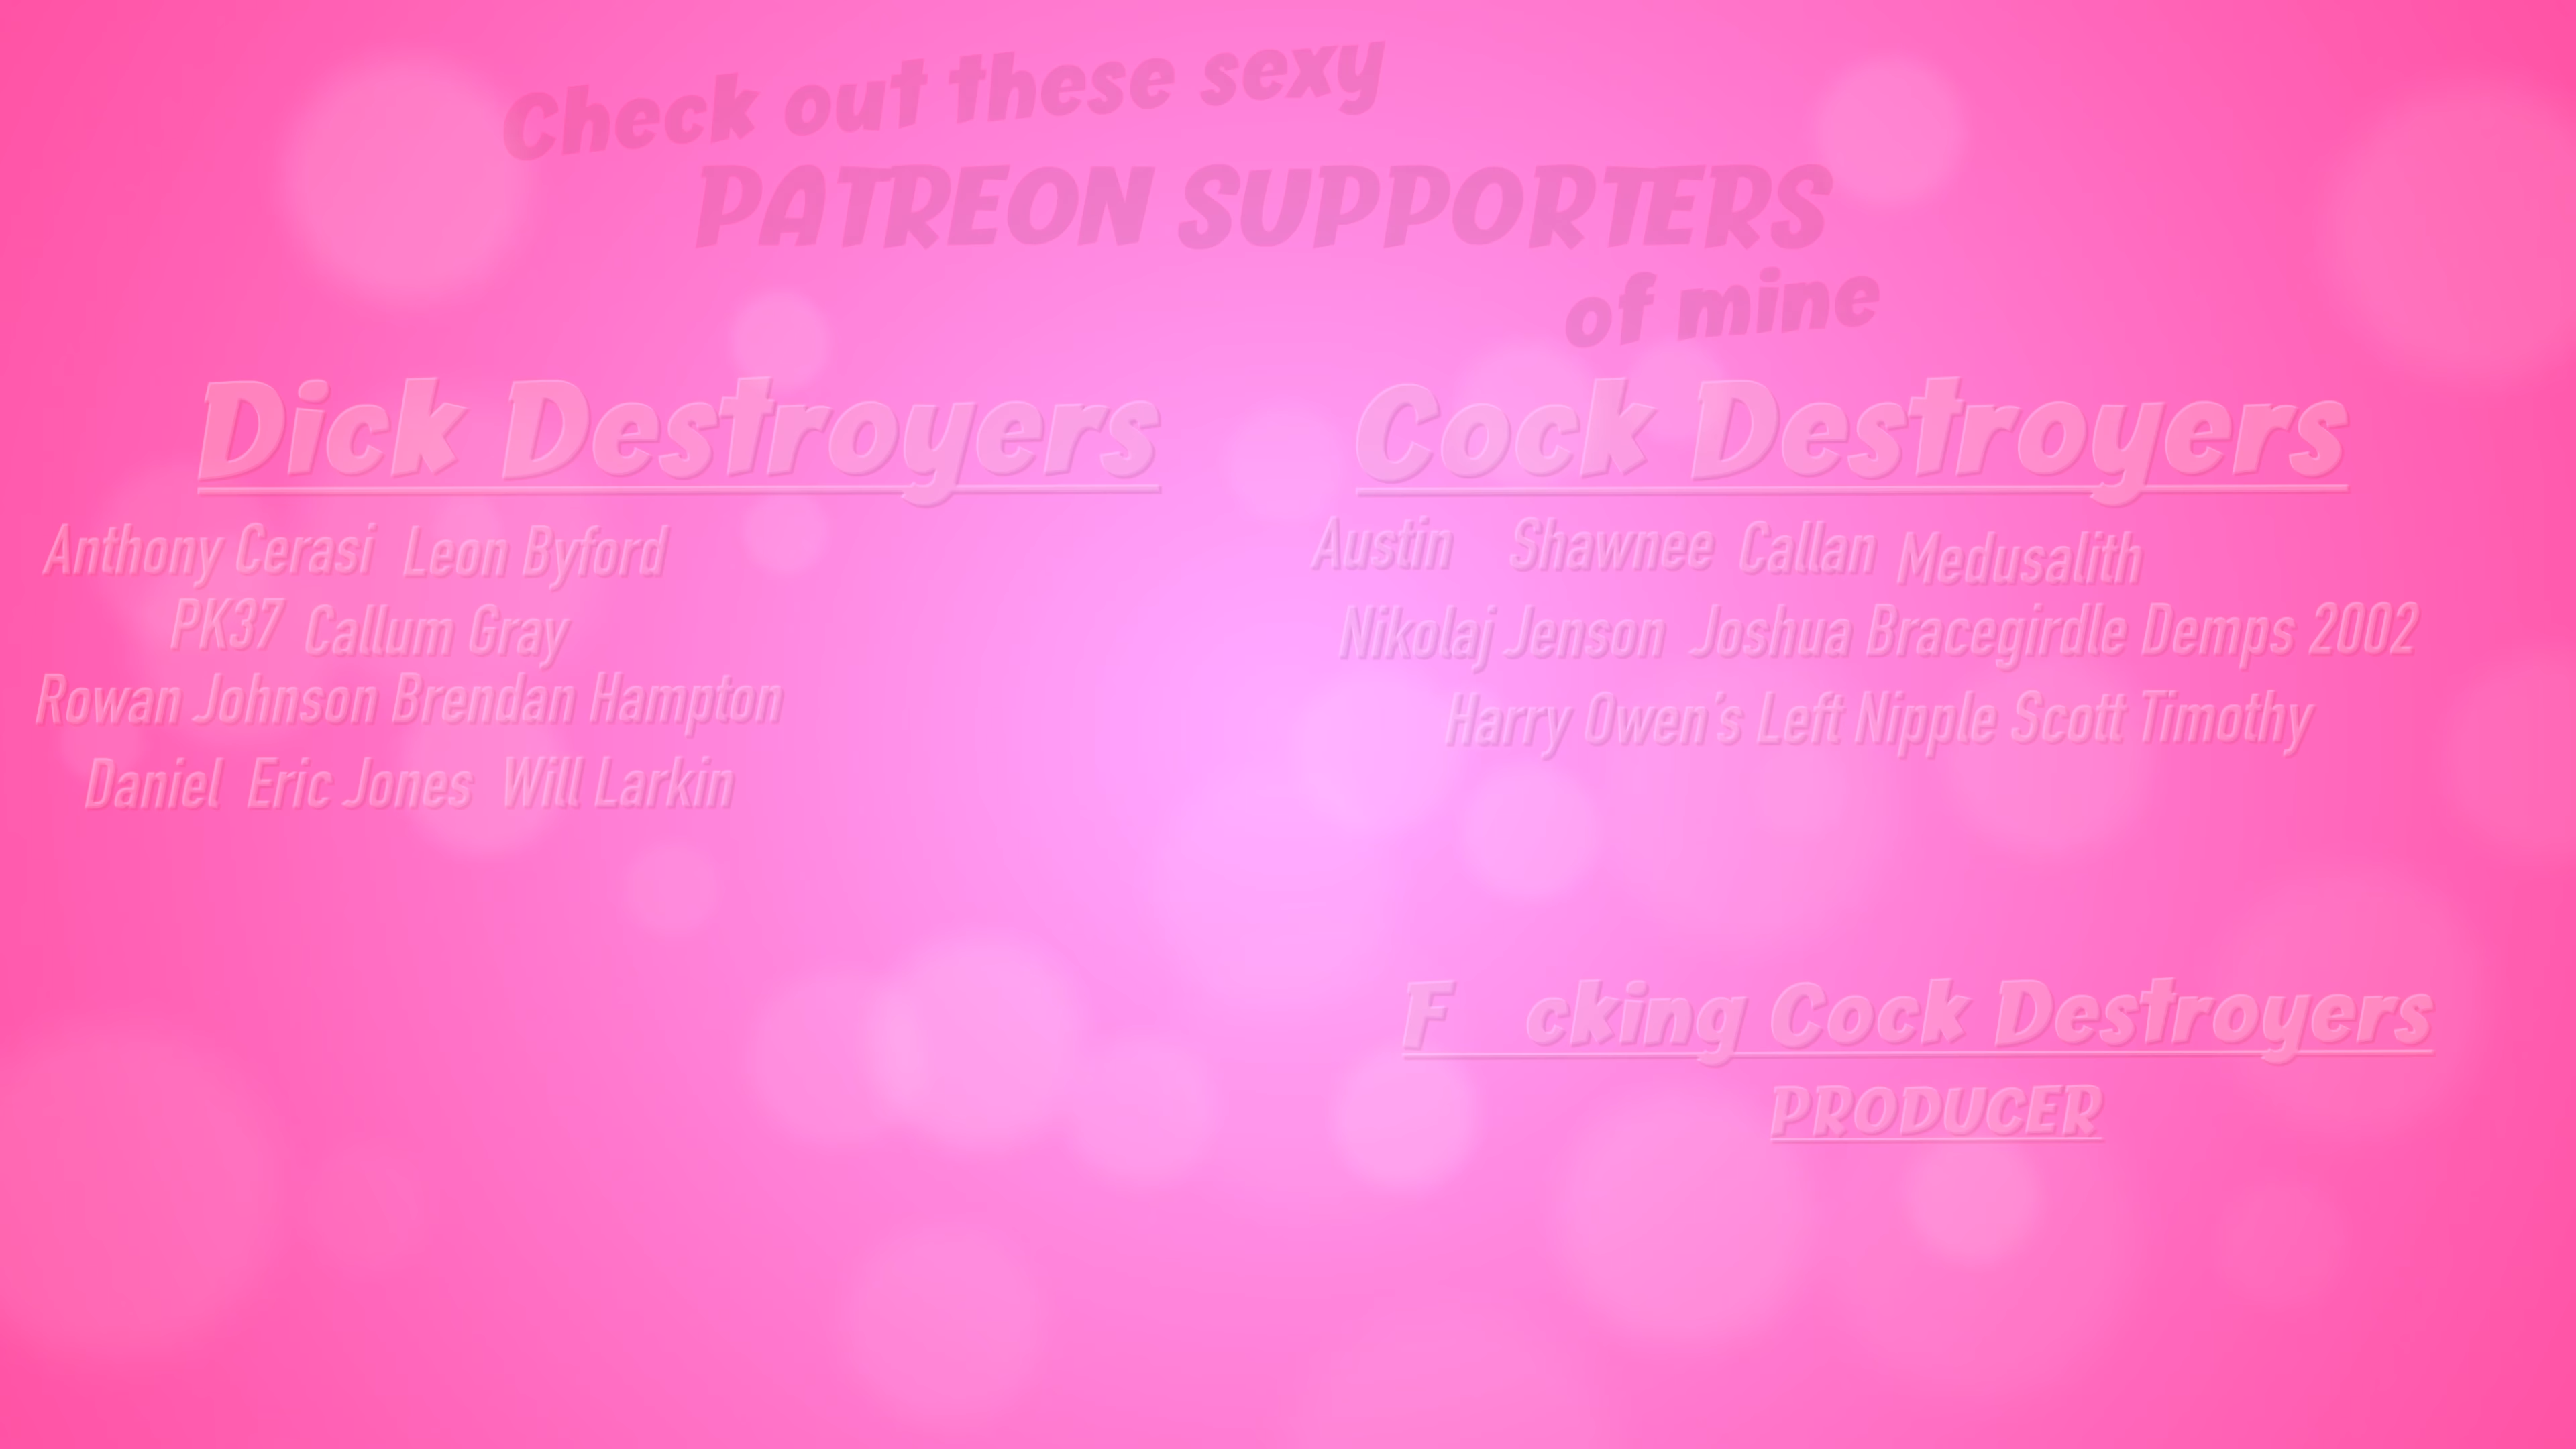 Check out these sexy
PATREON SUPPORTERS
of mine
Dick Destroyers
Anthony Cerasi Leon Byford
PK37 Callum Gray
Rowan Johnson Brendan Hampton
Daniel Eric Jones Will Larkin
Cock Destroyers
Austin Shawnee Callan Medusalith
Nikolaj Jenson Joshua Bracegirdle Demps 2002
Harry Owen's Left Nipple Scott Timothy
F cking Cock Destroyers
PRODUCER